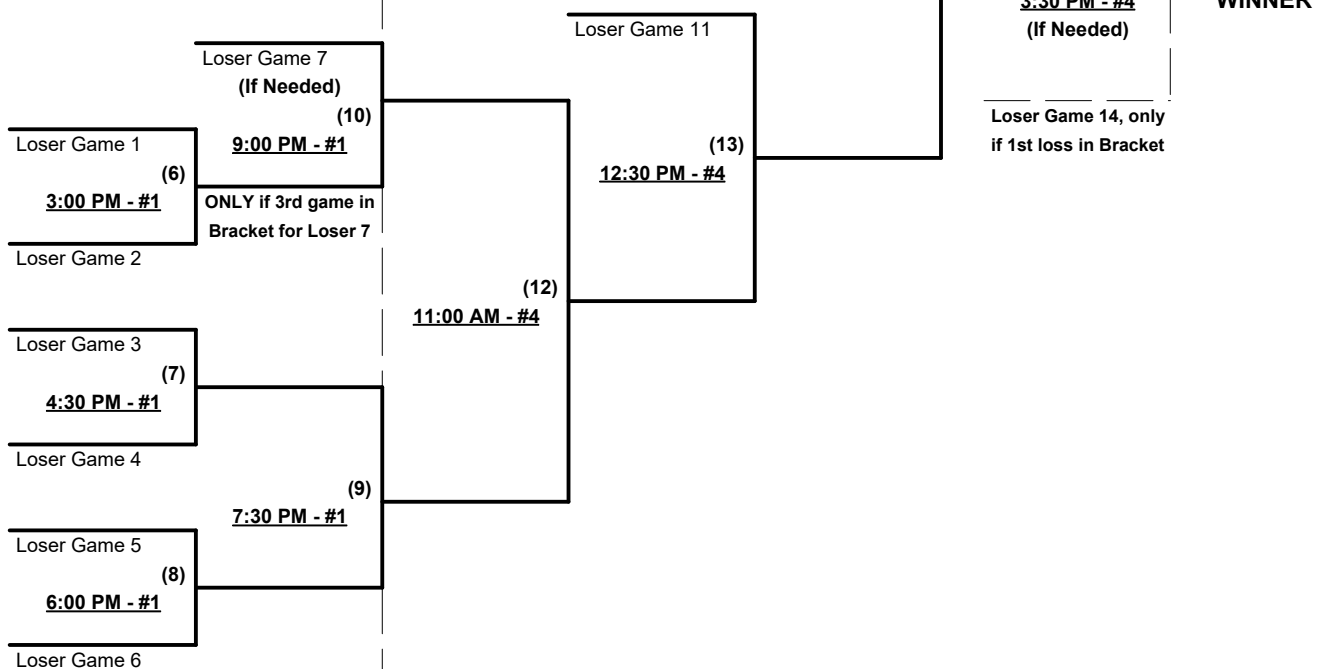 3:30 PM - #4
WINNER
(If Needed)
Loser Game 11
Loser Game 7
(If Needed)
(10)
9:00 PM - #1
Loser Game 14, only
if 1st loss in Bracket
Loser Game 1
(6)
3:00 PM - #1
ONLY if 3rd game in
Bracket for Loser 7
Loser Game 2
(13)
12:30 PM - #4
(12)
11:00 AM - #4
Loser Game 3
(7)
4:30 PM - #1
Loser Game 4
(9)
7:30 PM - #1
Loser Game 5
(8)
6:00 PM - #1
Loser Game 6